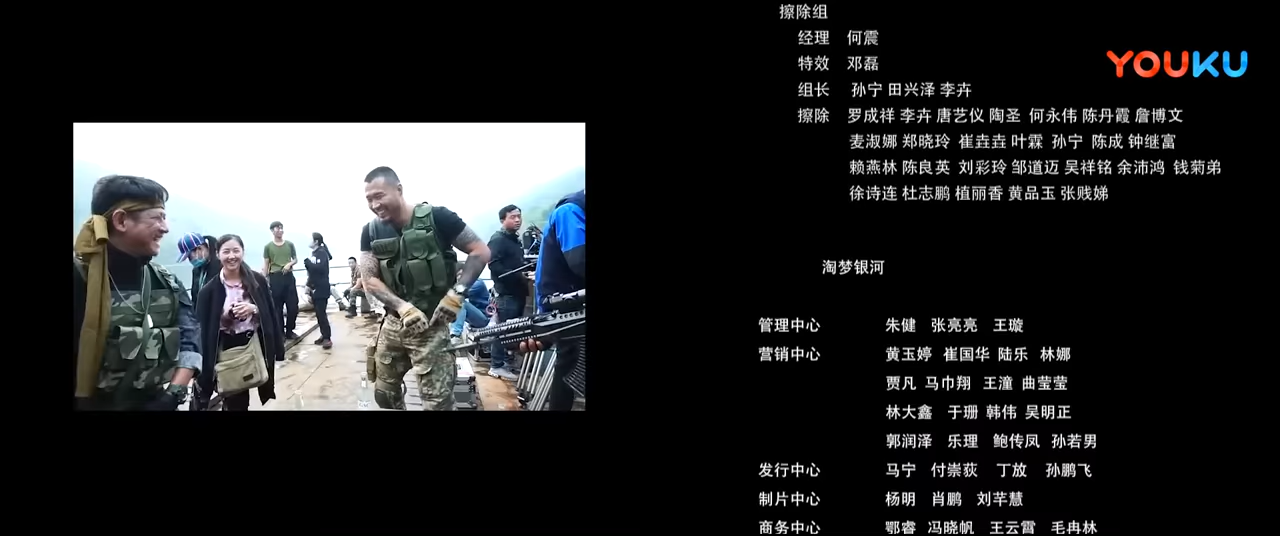 擦除组
经理 何震
YOUKU
特效 邓磊
组长 孙宁 田兴泽 李卉
擦除 罗成祥 李卉 唐艺仪 陶圣 何永伟 陈丹霞 詹博文
麦淑娜 郑晓玲 崔垚垚 叶霖 孙宁 陈成 钟继富
赖燕林 陈良英 刘彩玲 邹道迈 吴祥铭 余沛鸿 钱菊弟
徐诗连 杜志鹏 植丽香 黄品玉 张贱娣
淘梦银河
管理中心 朱健 张亮亮 王璇
营销中心 黄玉婷 崔国华 陆乐 林娜
贾凡 马巾翔 王潼 曲莹莹
林大鑫 于珊 韩伟 吴明正
郭润泽 乐理 鲍传凤 孙若男
发行中心 马宁 付崇荻 丁放 孙鹏飞
制片中心 杨明 肖鹏 刘芊慧
商务中心 鄂睿 冯晓帆 王云霄 毛冉林